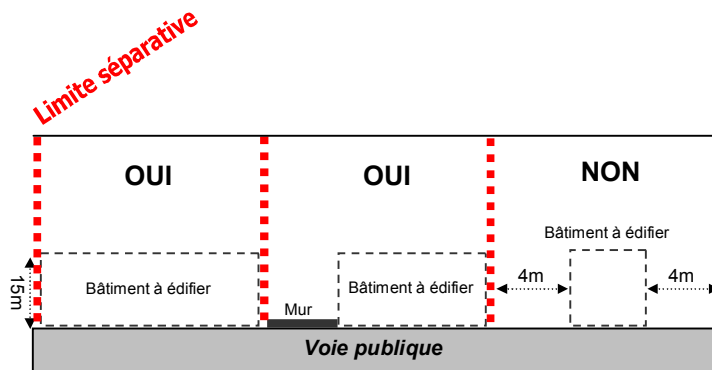 Limite séparative
OUI
OUI
NON
Bâtiment à édifier
15m
Bâtiment à édifier
Bâtiment à édifier
4m
4m
Mur
Voie publique